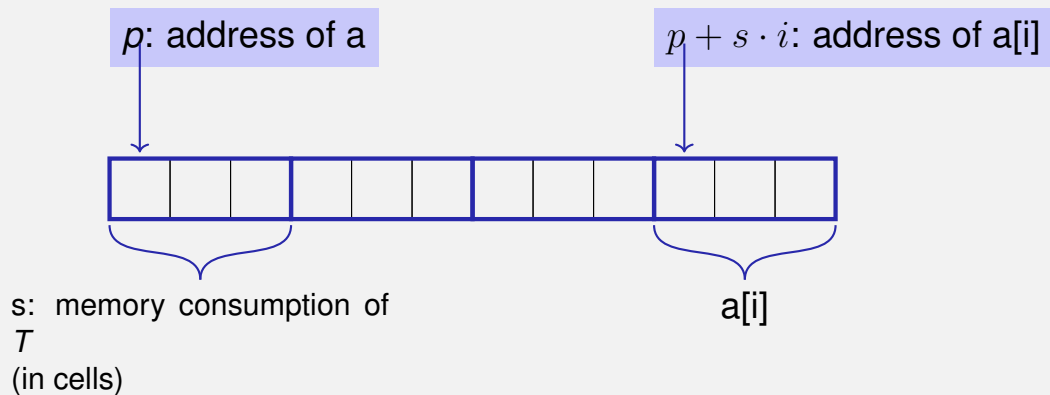 p: address of a
p + s · i: address of a[i]
s: memory consumption of
T
(in cells)
a[i]